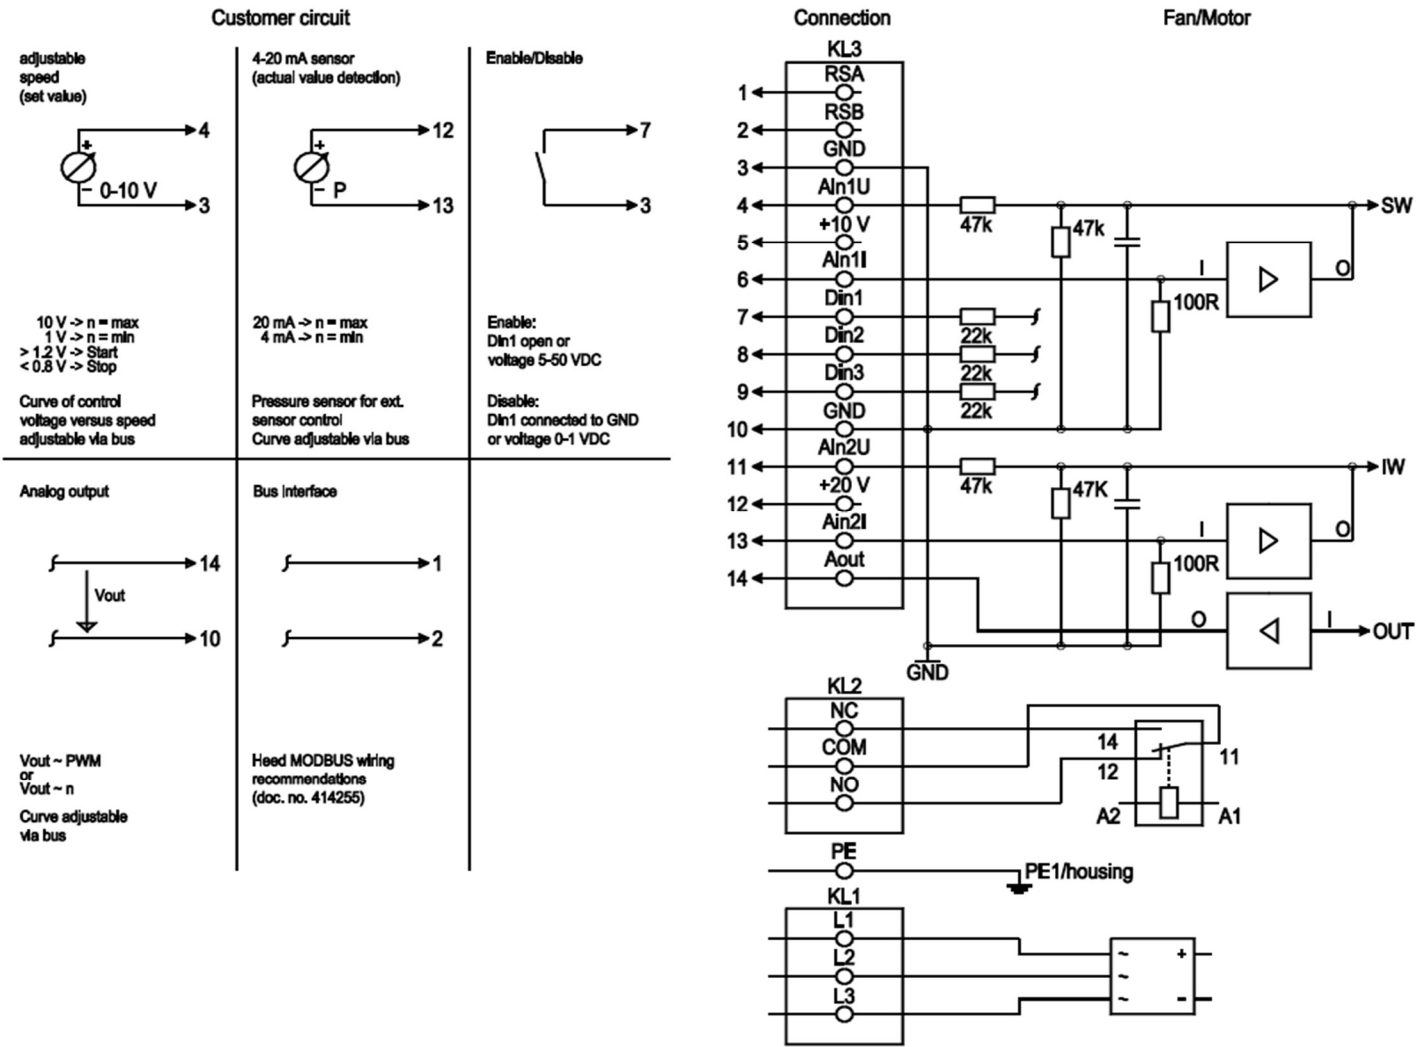 Customer circuit
adjustable
speed
(set value)
4
+
- 0-10 V
3
10 V -> n = max
1 V -> n = min
> 1.2 V -> Start
< 0.8 V -> Stop
Curve of control
voltage versus speed
adjustable via bus
4-20 mA sensor
(actual value detection)
12
+
- P
13
20 mA -> n = max
4 mA -> n = min
Pressure sensor for ext.
sensor control
Curve adjustable via bus
Enable/Disable
7
3
Enable:
Din1 open or
voltage 5-50 VDC
Disable:
Din1 connected to GND
or voltage 0-1 VDC
Analog output
14
Vout
10
Vout ~ PWM
or
Vout ~ n
Curve adjustable
via bus
Bus interface
1
2
Heed MODBUS wiring
recommendations
(doc. no. 414255)
Connection
Fan/Motor
KL3
RSA
1
RSB
2
GND
3
AIn1U
4
47k
47k
SW
+10 V
5
AIn1I
6
I
O
100R
Din1
7
22k
Din2
8
22k
Din3
9
22k
GND
10
AIn2U
11
47k
47K
IW
+20 V
12
Ain2I
13
I
O
100R
Aout
14
O
I
OUT
GND
KL2
NC
COM
NO
14
12
11
A2
A1
PE
PE1/housing
KL1
L1
~
+
L2
~
L3
~
-